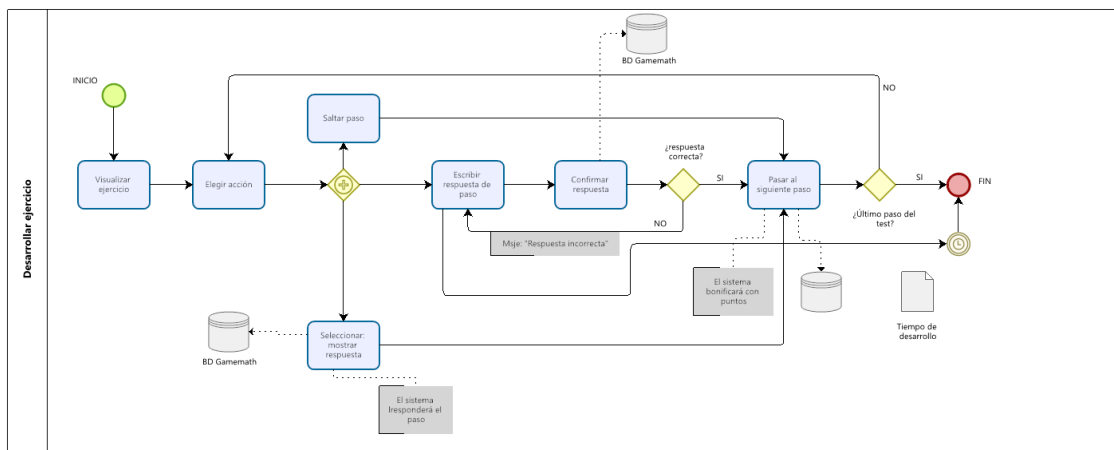 Desarrollar ejercicio
INICIO
Visualizar
ejercicio
Elegir acción
Saltar paso
Escribir
respuesta de
paso
Confirmar
respuesta
BD Gamemath
¿respuesta
correcta?
SI
NO
Msje: "Respuesta incorrecta"
Pasar al
siguiente paso
NO
SI
¿Último paso del
test?
FIN
El sistema
bonificará con
puntos
Tiempo de
desarrollo
Seleccionar:
mostrar
respuesta
BD Gamemath
El sistema
lresponderá el
paso